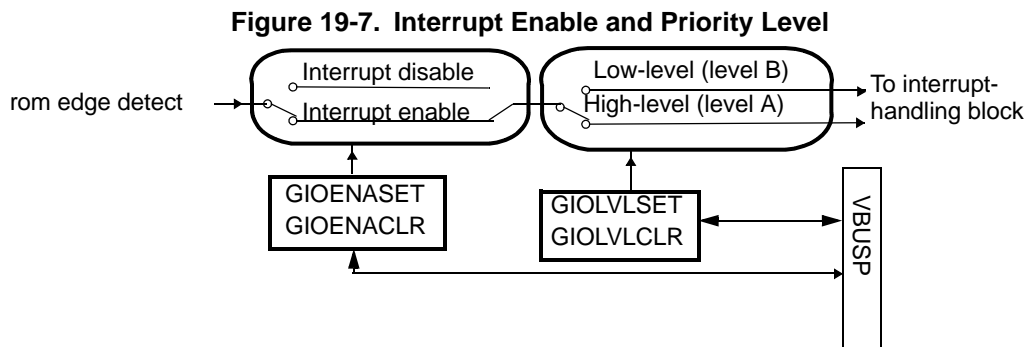 Figure 19-7. Interrupt Enable and Priority Level
Interrupt disable
Interrupt enable
Low-level (level B)
High-level (level A)
rom edge detect
To interrupt-
handling block
GIOENASET
GIOENACLR
GIOLVLSET
GIOLVLCLR
VBUSP